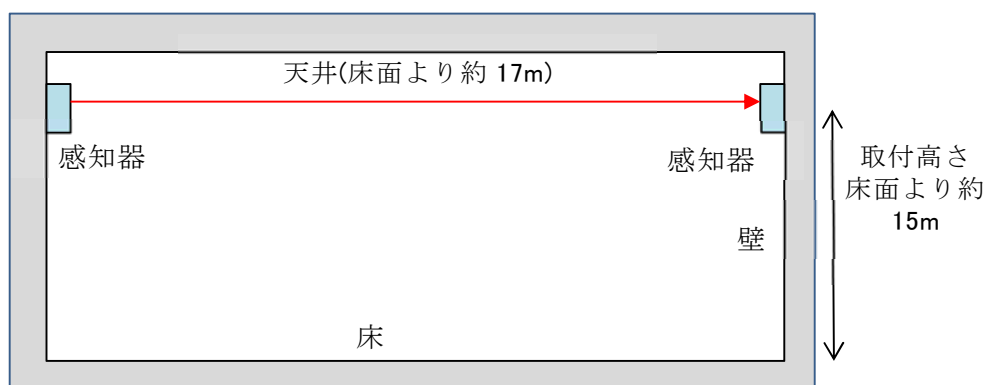 天井(床面より約 17m)
感知器
感知器
取付高さ
床面より約
15m
壁
床